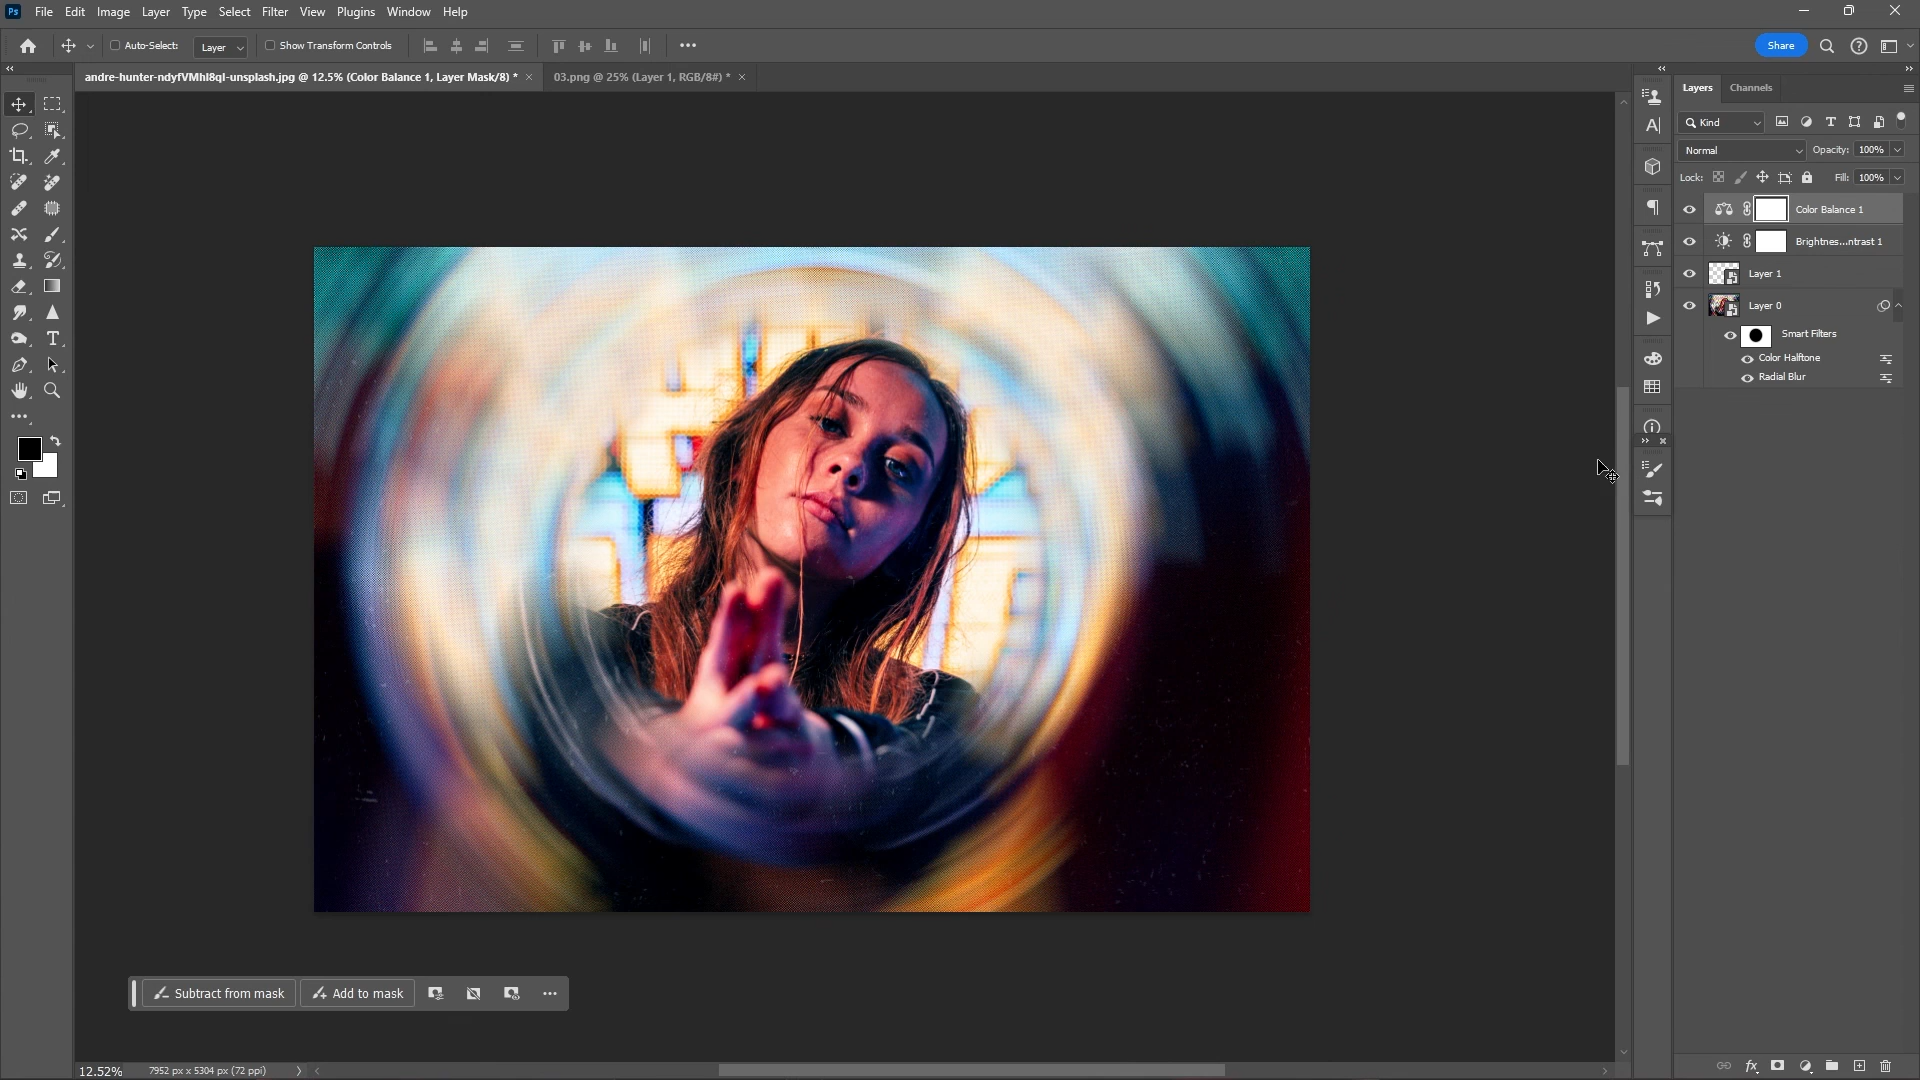 Ps File Edit Image Layer Type Select Filter View Plugins Window Help
Auto-Select: Layer Show Transform Controls Share
andre-hunter-ndyfVMhI8qI-unsplash.jpg @ 12.5% (Color Balance 1, Layer Mask/8) *
03.png @ 25% (Layer 1, RGB/8#) *
Layers Channels
Kind
Normal Opacity: 100%
Lock: Fill: 100%
Color Balance 1
Brightnes...ntrast 1
Layer 1
Layer 0
Smart Filters
Color Halftone
Radial Blur
Subtract from mask Add to mask
12.52% 7952 px x 5304 px (72 ppi)